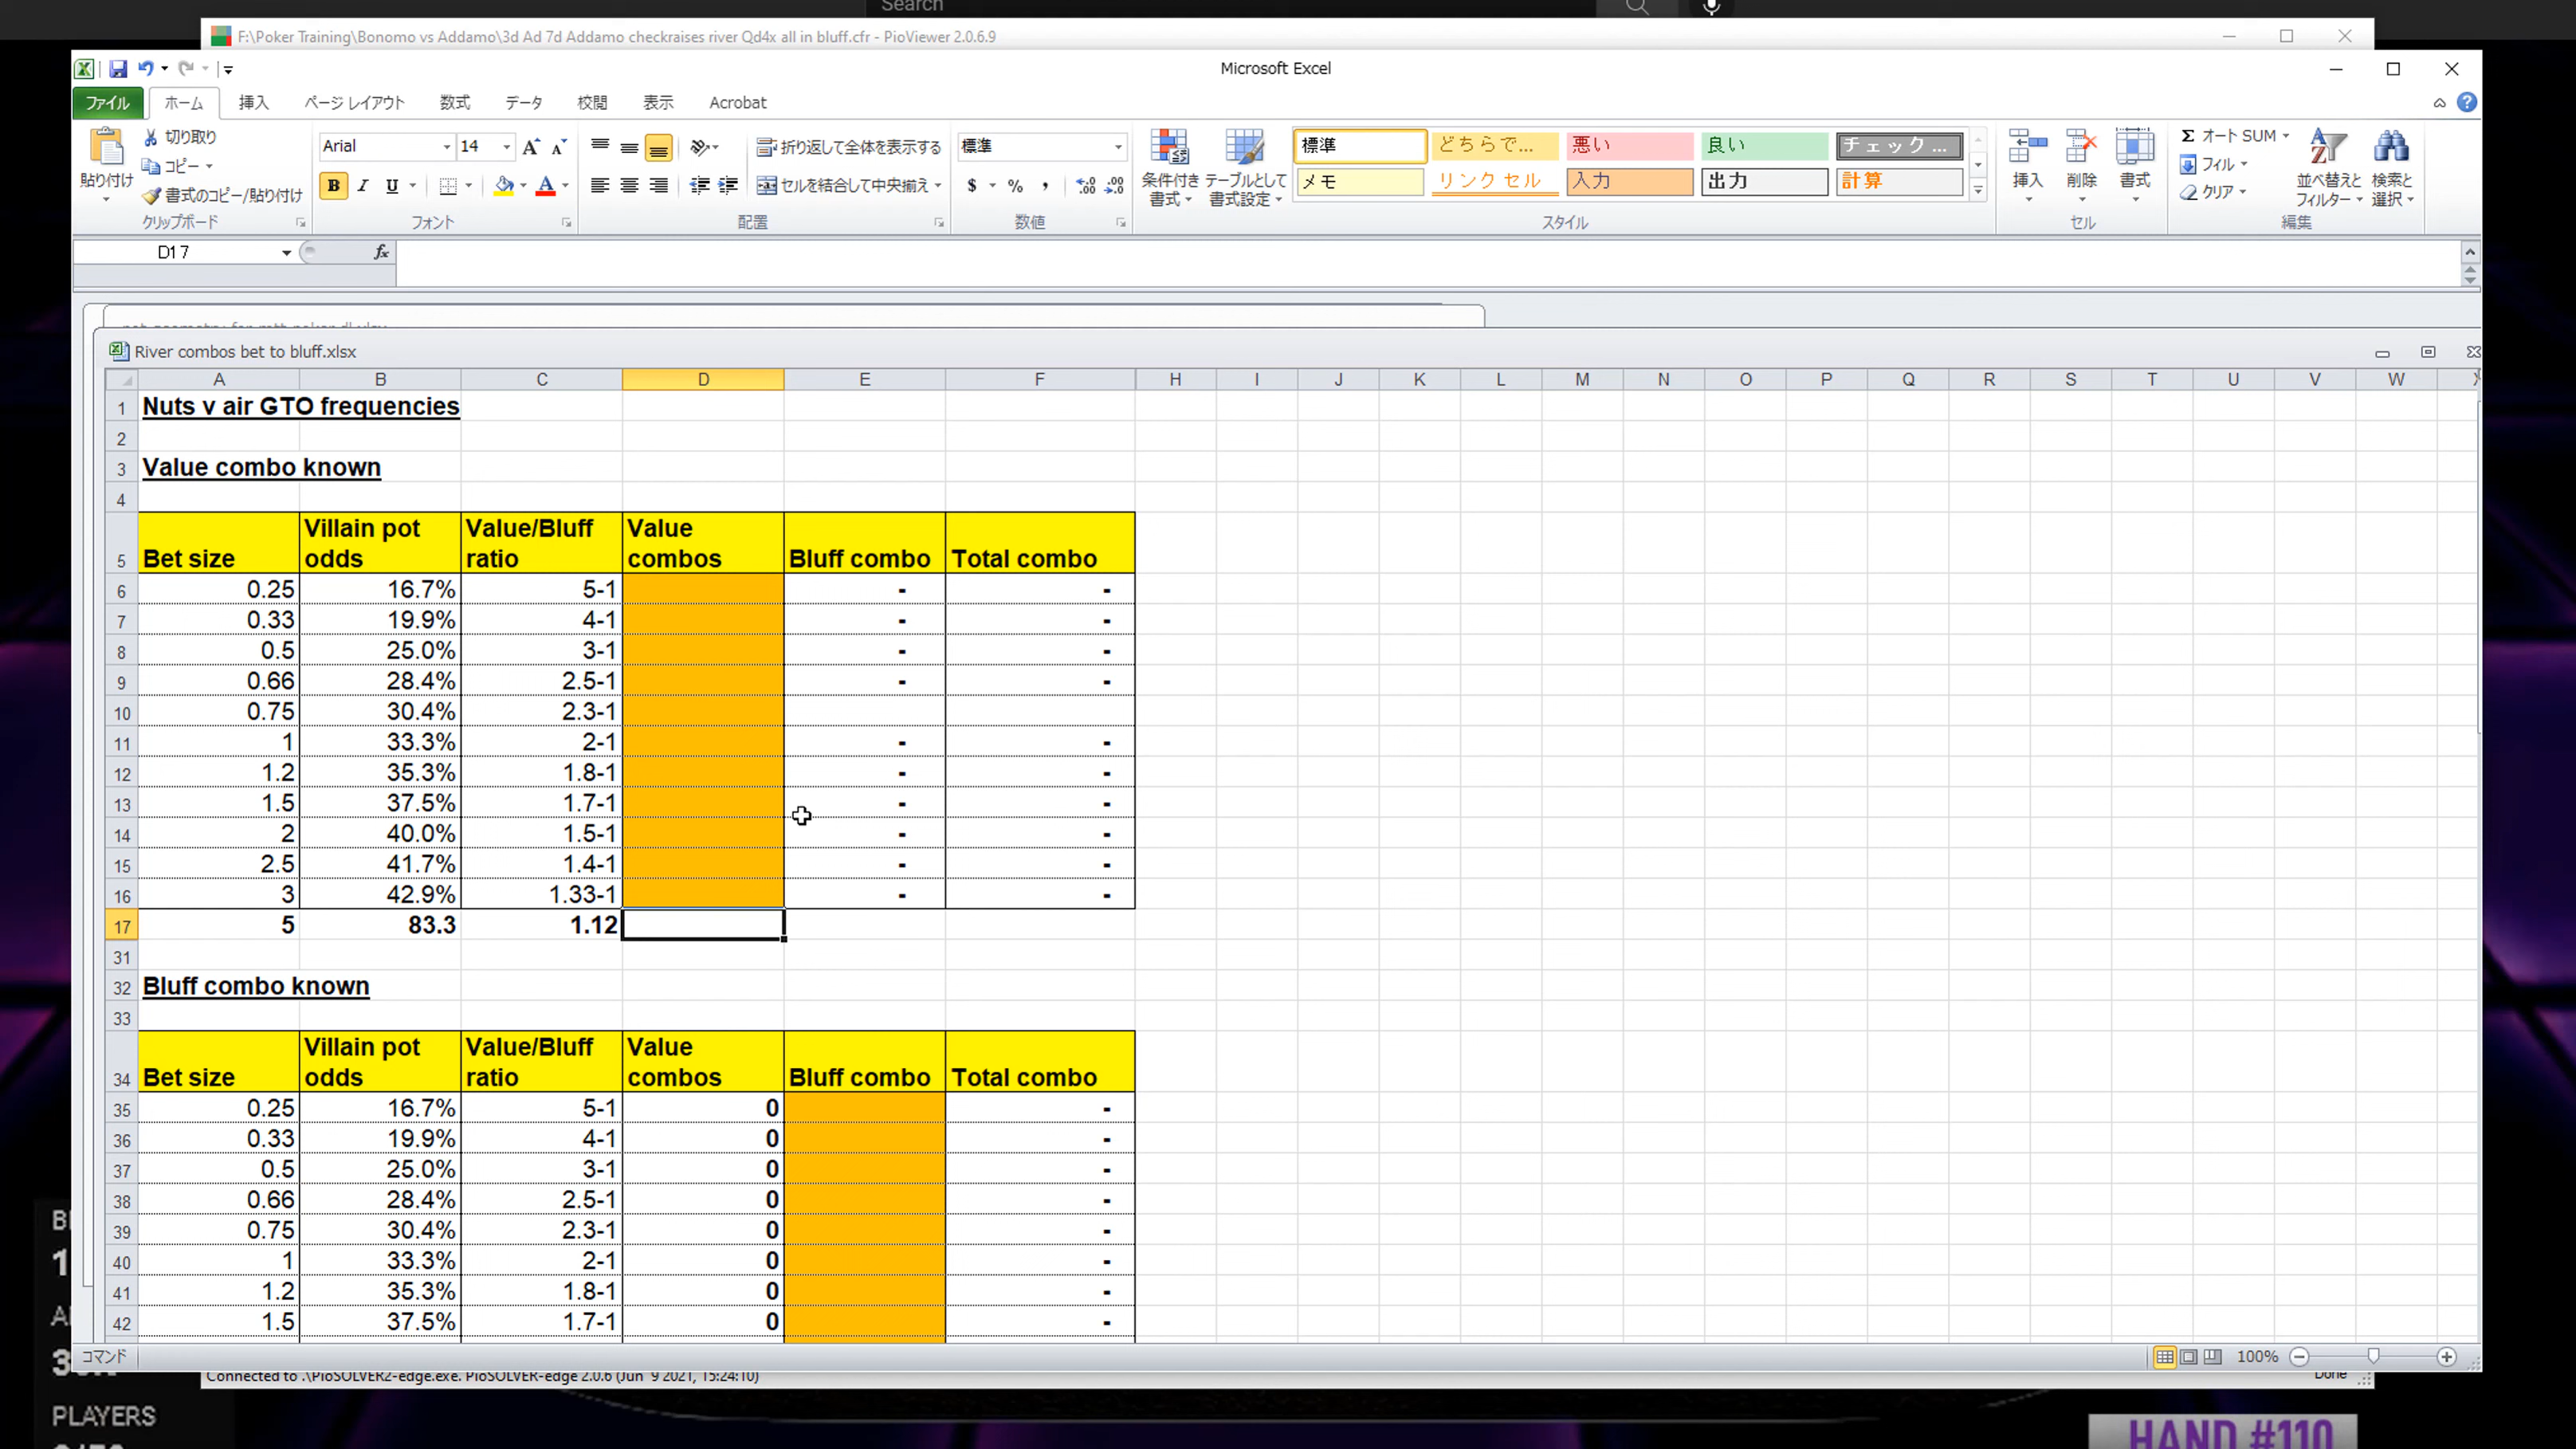 Search
F:\Poker Training\Bonomo vs Addamo\3d Ad 7d Addamo checkraises river Qd4x all in bluff.cfr - PioViewer 2.0.6.9
Microsoft Excel
ファイル ホーム 挿入 ページ レイアウト 数式 データ 校閲 表示 Acrobat
貼り付け 切り取り コピー 書式のコピー/貼り付け クリップボード
Arial 14 B I U A フォント
折り返して全体を表示する セルを結合して中央揃え 配置
標準 $ % , 数値
条件付き書式 テーブルとして書式設定
標準 どちらで... 悪い 良い チェック ...
メモ リンク セル 入力 出力 計算
スタイル
挿入 削除 書式 セル
Σ オート SUM フィル クリア 並べ替えとフィルター 検索と選択 編集
D17 fx
River combos bet to bluff.xlsx
A B C D E F H I J K L M N O P Q R S T U V W
1 Nuts v air GTO frequencies
2
3 Value combo known
4
5 Bet size Villain pot odds Value/Bluff ratio Value combos Bluff combo Total combo
6 0.25 16.7% 5-1 - -
7 0.33 19.9% 4-1 - -
8 0.5 25.0% 3-1 - -
9 0.66 28.4% 2.5-1 - -
10 0.75 30.4% 2.3-1
11 1 33.3% 2-1 - -
12 1.2 35.3% 1.8-1 - -
13 1.5 37.5% 1.7-1 - -
14 2 40.0% 1.5-1 - -
15 2.5 41.7% 1.4-1 - -
16 3 42.9% 1.33-1 - -
17 5 83.3 1.12
31
32 Bluff combo known
33
34 Bet size Villain pot odds Value/Bluff ratio Value combos Bluff combo Total combo
35 0.25 16.7% 5-1 0 -
36 0.33 19.9% 4-1 0 -
37 0.5 25.0% 3-1 0 -
38 0.66 28.4% 2.5-1 0 -
39 0.75 30.4% 2.3-1 0 -
40 1 33.3% 2-1 0 -
41 1.2 35.3% 1.8-1 0 -
42 1.5 37.5% 1.7-1 0 -
コマンド 100%
Connected to .\PioSOLVER2-edge.exe. PioSOLVER-edge 2.0.6 (Jun 9 2021, 15:24:10) Done
PLAYERS
HAND #110